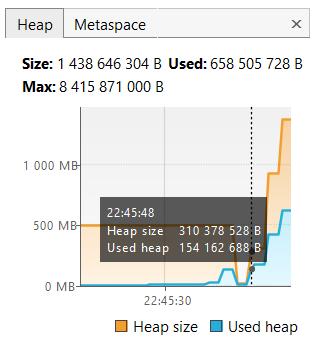 Heap Metaspace ×
Size: 1 438 646 304 B Used: 658 505 728 B
Max: 8 415 871 000 B
1 000 MB
500 MB
0 MB
22:45:48
Heap size 310 378 528 B
Used heap 154 162 688 B
22:45:30
Heap size Used heap